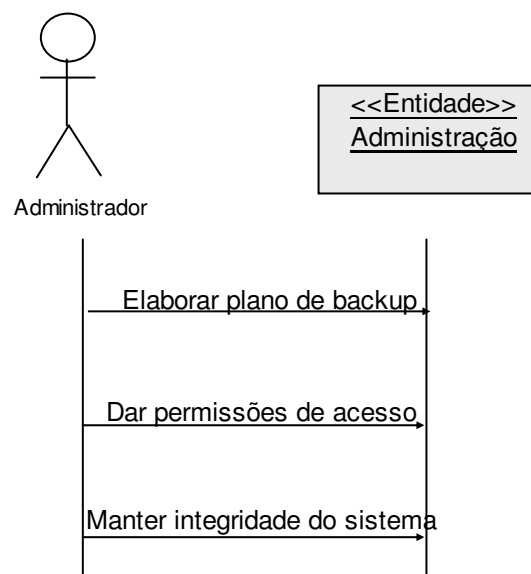 <<Entidade>>
Administração
Administrador
Elaborar plano de backup
Dar permissões de acesso
Manter integridade do sistema